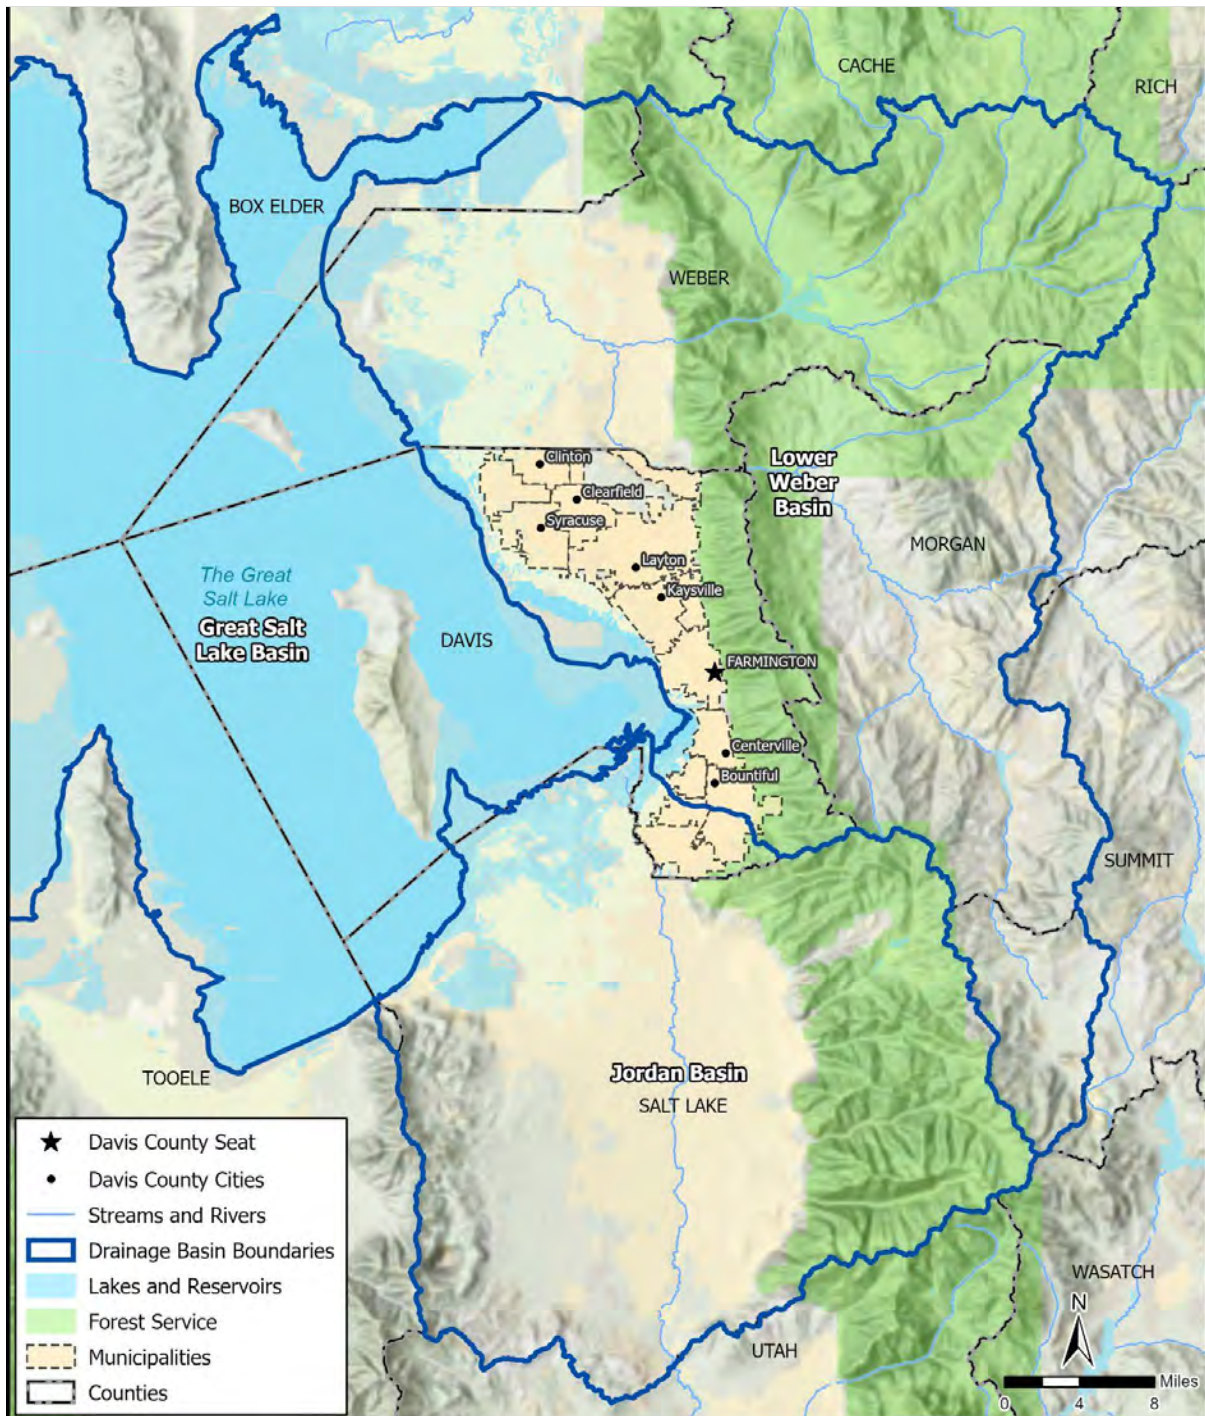 CACHE
RICH
BOX ELDER
WEBER
Clinton
Clearfield
Syracuse
Lower
Weber
Basin
MORGAN
Layton
Kaysville
The Great
Salt Lake
Great Salt
Lake Basin
DAVIS
FARMINGTON
Centerville
Bountiful
SUMMIT
Jordan Basin
SALT LAKE
TOOELE
WASATCH
UTAH
Davis County Seat
Davis County Cities
Streams and Rivers
Drainage Basin Boundaries
Lakes and Reservoirs
Forest Service
Municipalities
Counties
N
Miles
0 4 8